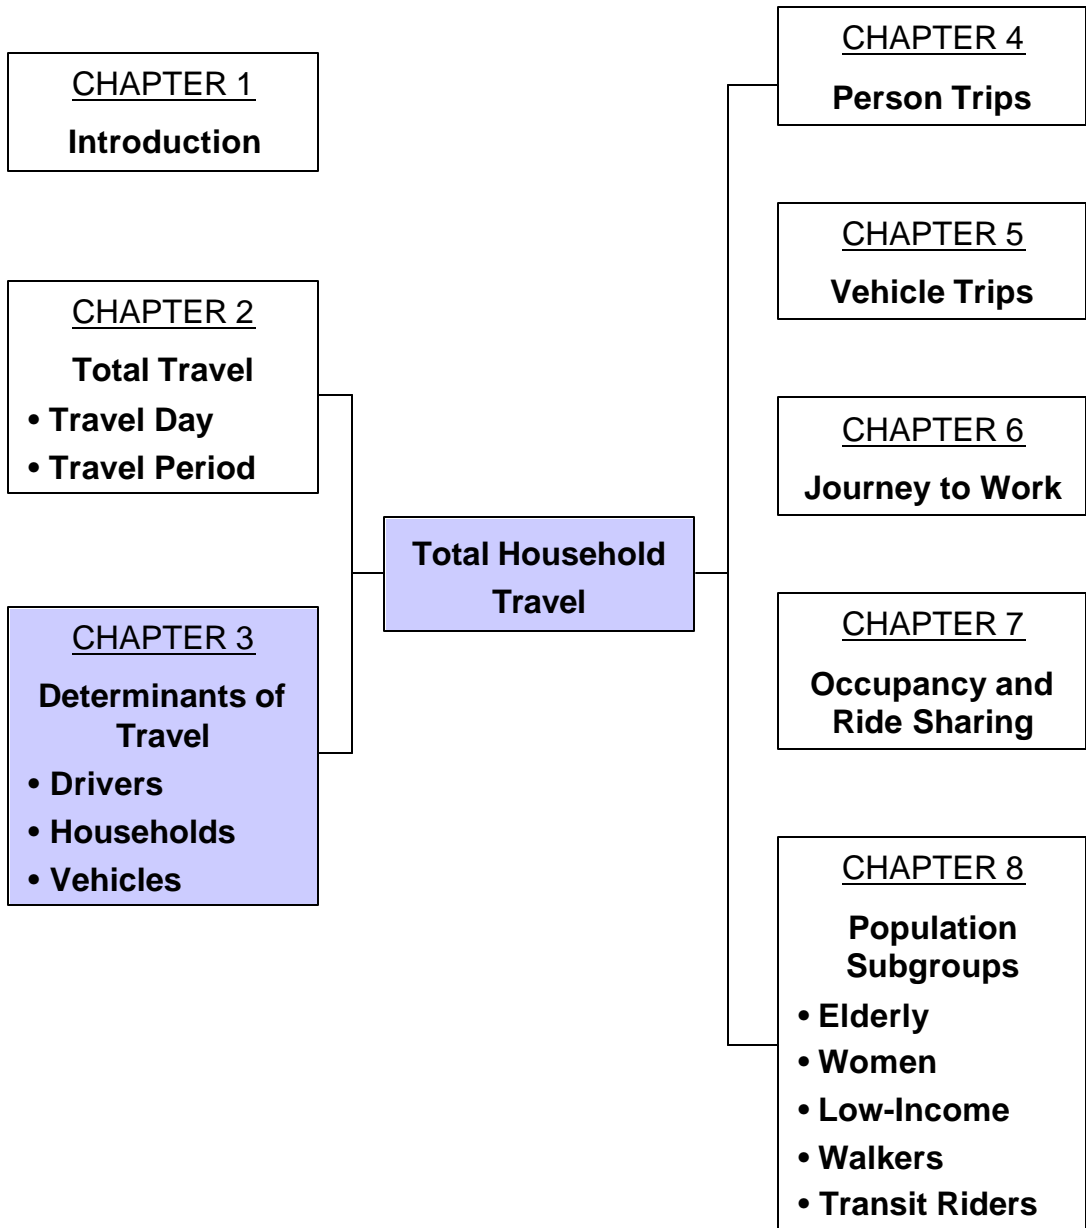 CHAPTER 1
Introduction
CHAPTER 2
Total Travel
• Travel Day
• Travel Period
CHAPTER 3
Determinants of
Travel
• Drivers
• Households
• Vehicles
Total Household
Travel
CHAPTER 4
Person Trips
CHAPTER 5
Vehicle Trips
CHAPTER 6
Journey to Work
CHAPTER 7
Occupancy and
Ride Sharing
CHAPTER 8
Population
Subgroups
• Elderly
• Women
• Low-Income
• Walkers
• Transit Riders